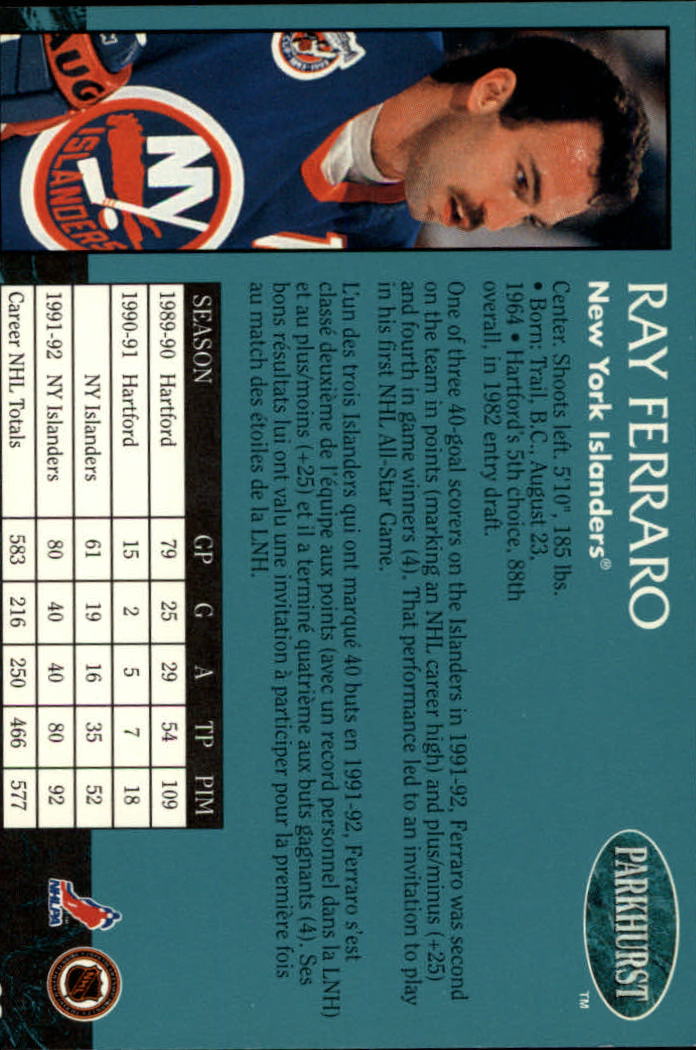 RAY FERRARO
New York Islanders®
PARKHURST
TM
Center. Shoots left. 5'10", 185 lbs.
• Born: Trail, B.C., August 23,
1964 • Hartford's 5th choice, 88th
overall, in 1982 entry draft.
One of three 40-goal scorers on the Islanders in 1991-92, Ferraro was second
on the team in points (marking an NHL career high) and plus/minus (+25)
and fourth in game winners (4). That performance led to an invitation to play
in his first NHL All-Star Game.
L'un des trois Islanders qui ont marqué 40 buts en 1991-92, Ferraro s'est
classé deuxième de l'équipe aux points (avec un record personnel dans la LNH)
et au plus/moins (+25) et il a terminé quatrième aux buts gagnants (4). Ses
bons résultats lui ont valu une invitation à participer pour la première fois
au match des étoiles de la LNH.
SEASON GP G A TP PIM
1989-90 Hartford 79 25 29 54 109
1990-91 Hartford 15 2 5 7 18
NY Islanders 61 19 16 35 52
1991-92 NY Islanders 80 40 40 80 92
Career NHL Totals 583 216 250 466 577
NY
ISLANDERS
AUG
NHLPA
NHL